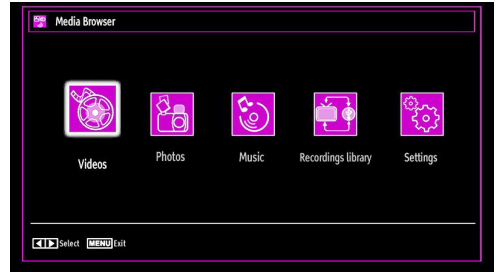 Media Browser
Videos
Photos
Music
Recordings library
Settings
Select MENU Exit